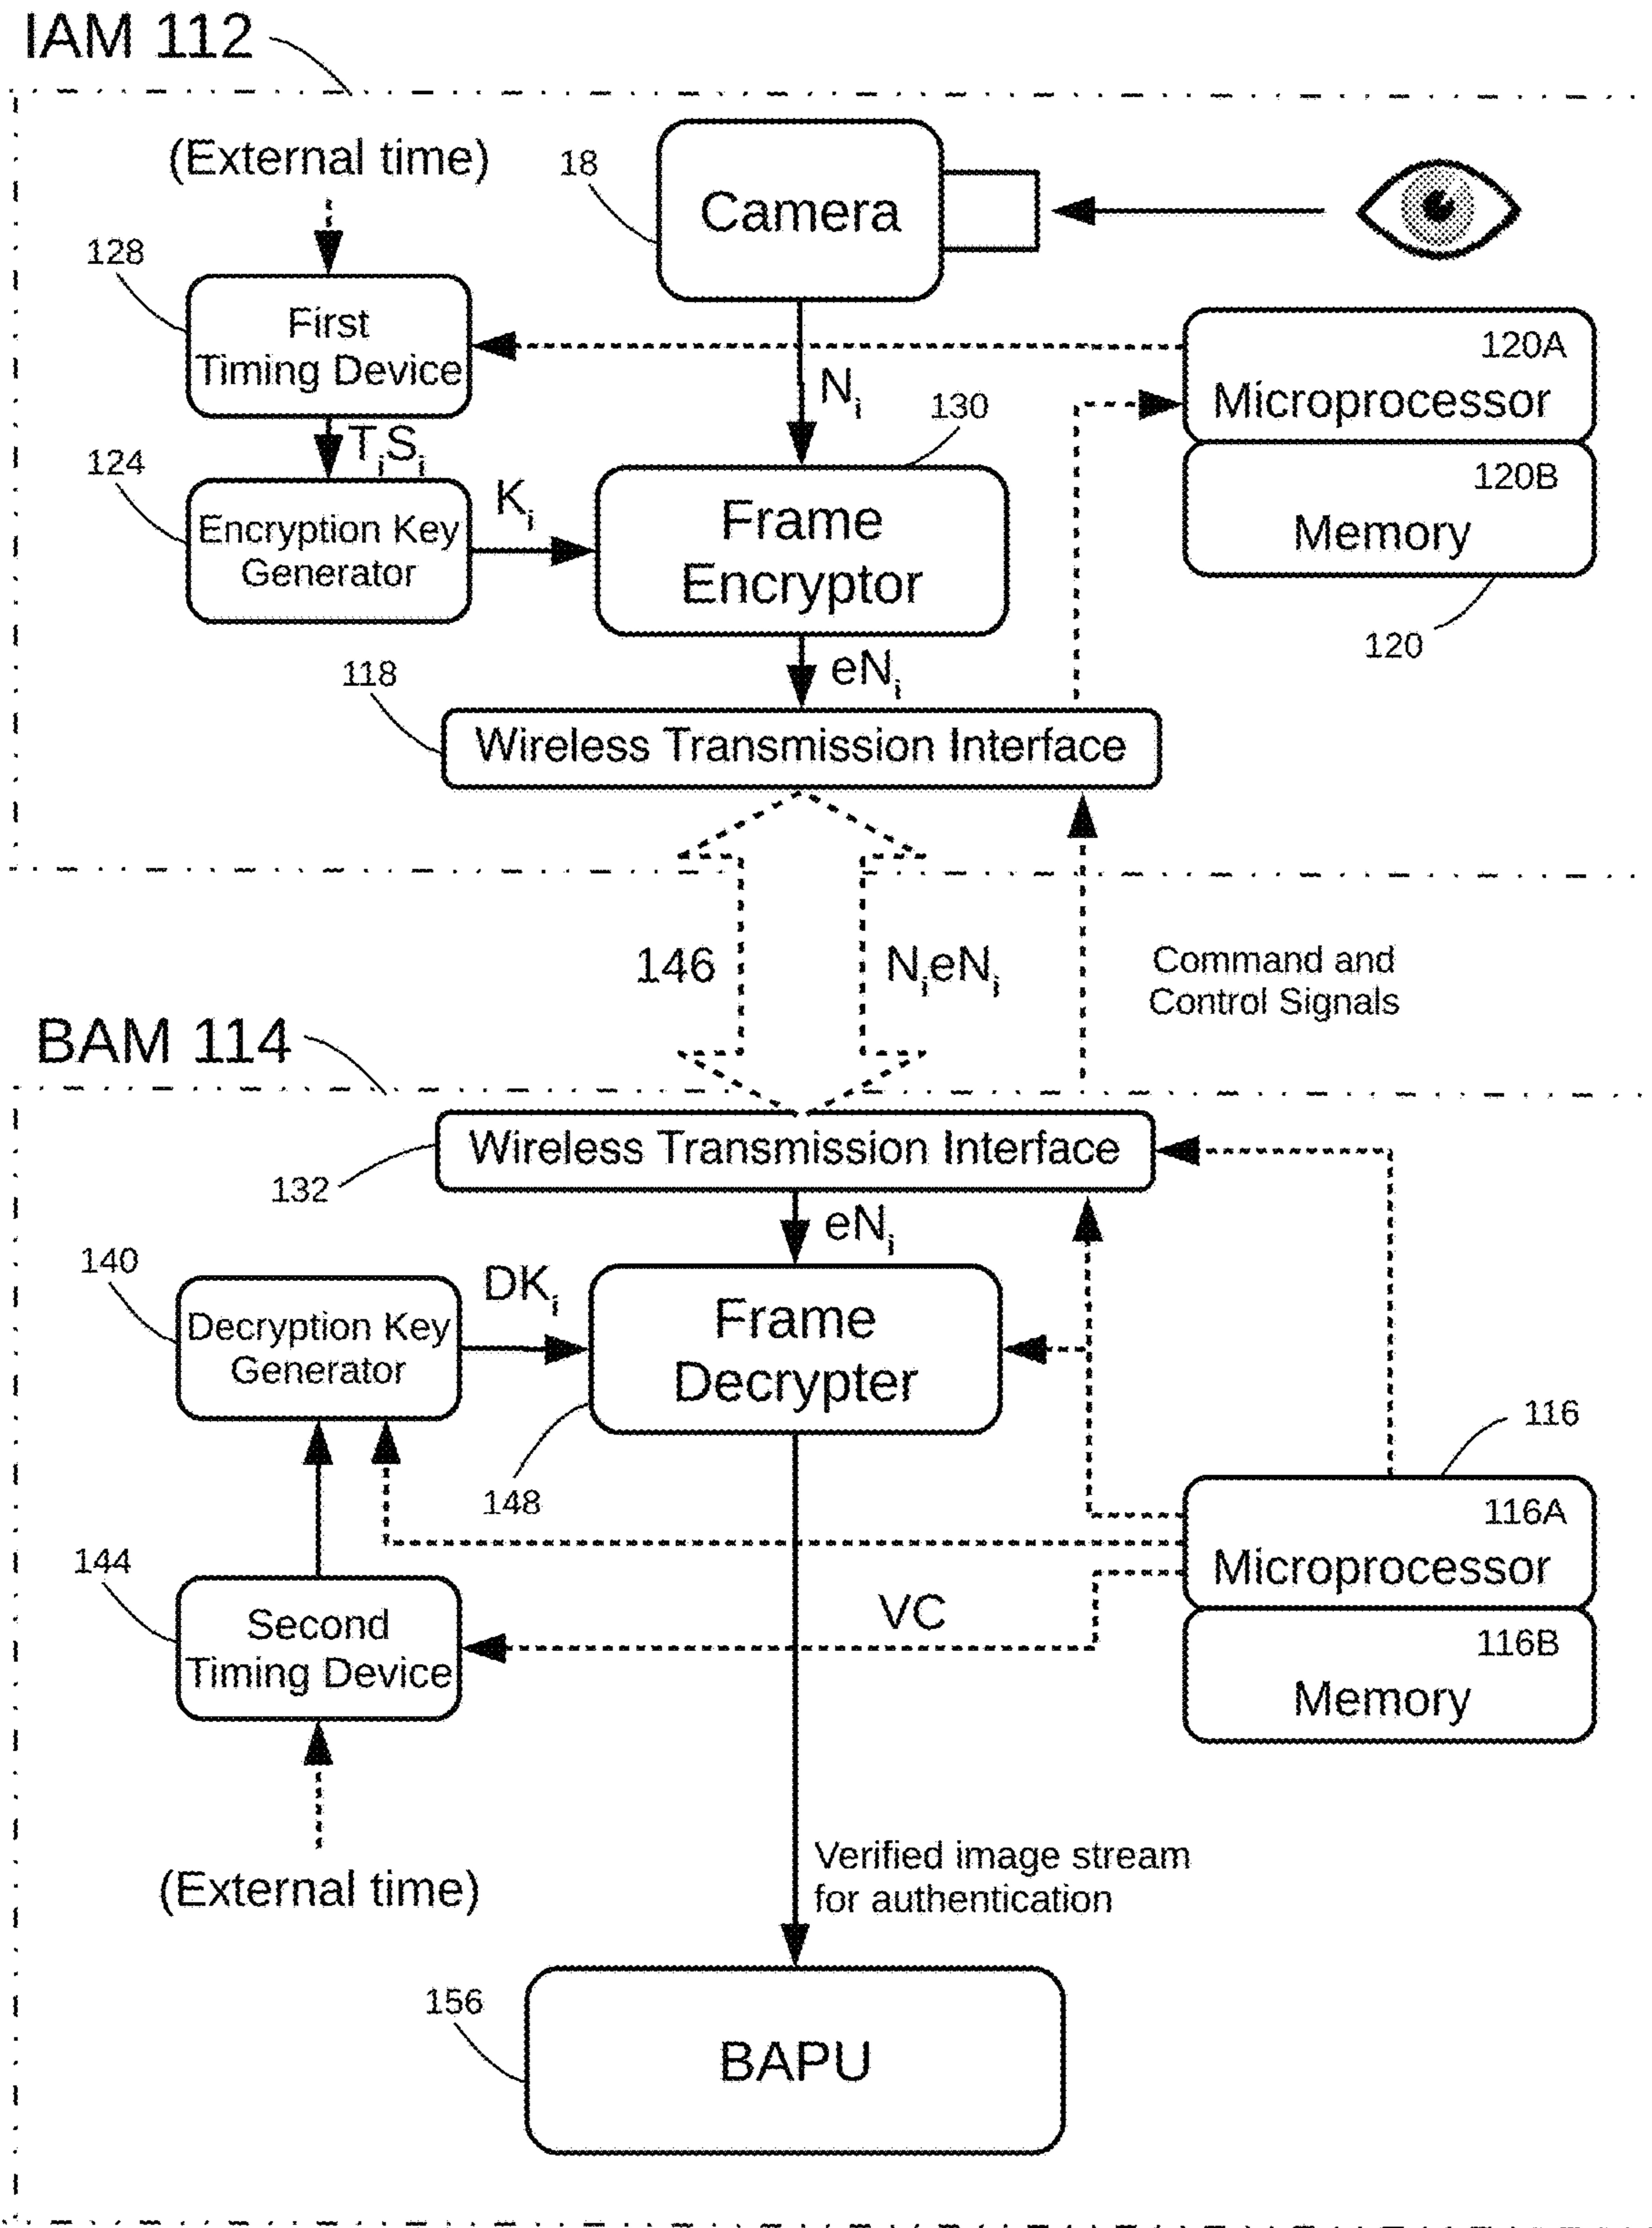 IAM 112
(External time)
18
Camera
128
First
Timing Device
120A
Microprocessor
Ni
130
TiSi
124
Encryption Key
Generator
Ki
Frame
Encryptor
120B
Memory
120
eNi
118
Wireless Transmission Interface
146
NieNi
Command and
Control Signals
BAM 114
Wireless Transmission Interface
132
eNi
140
Decryption Key
Generator
DKi
Frame
Decrypter
148
116
116A
Microprocessor
144
Second
Timing Device
VC
116B
Memory
(External time)
Verified image stream
for authentication
156
BAPU